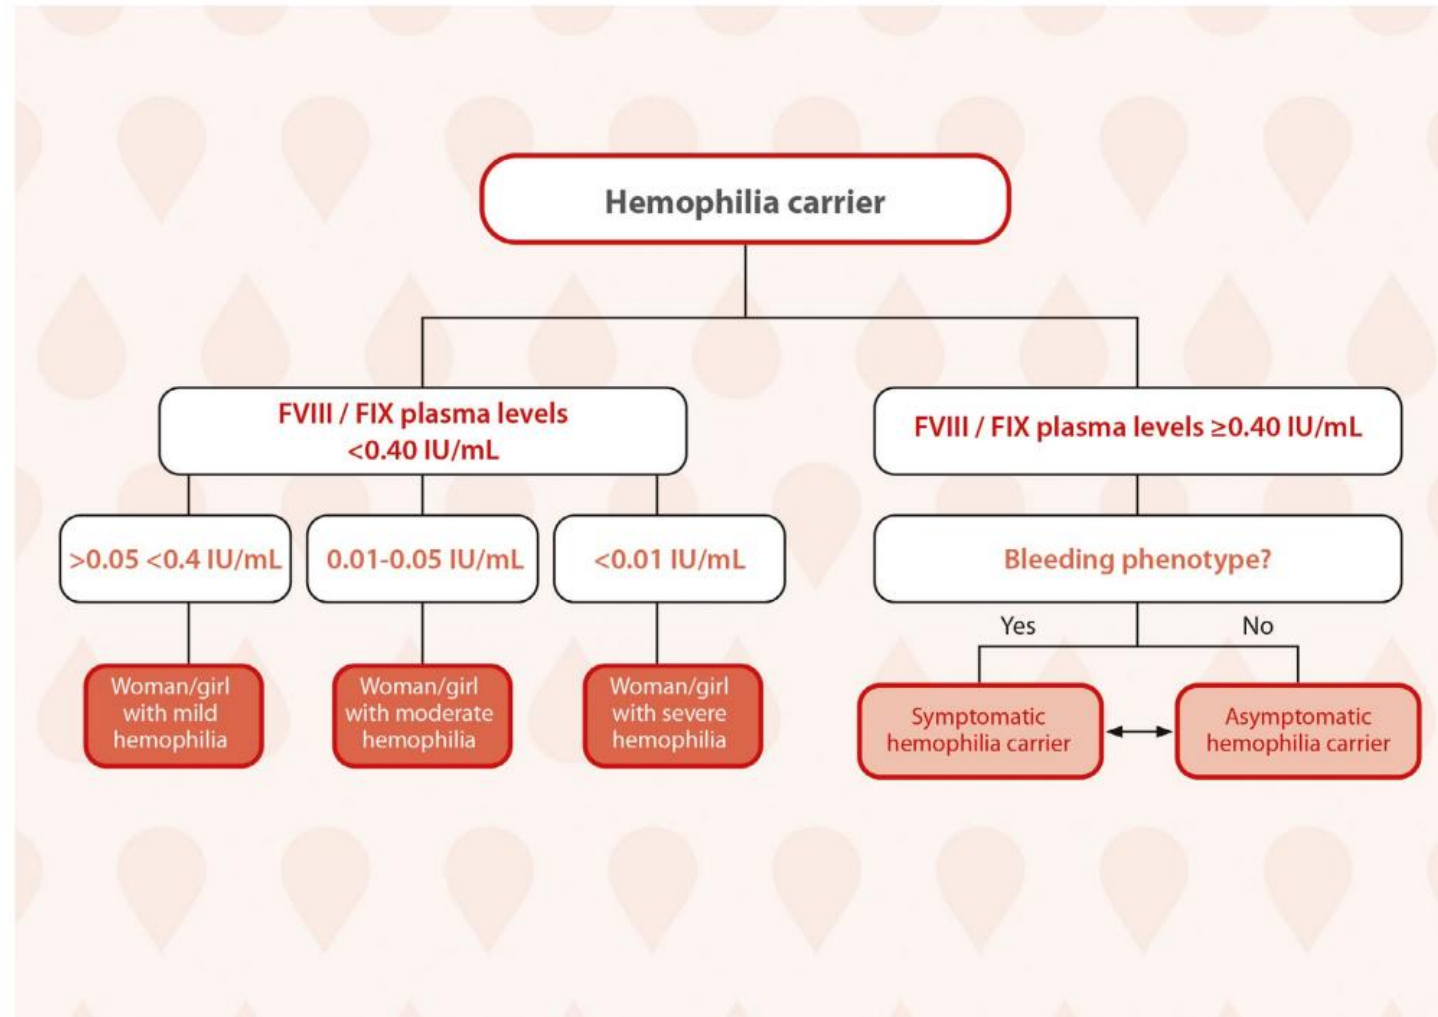 Hemophilia carrier
FVIII / FIX plasma levels
<0.40 IU/mL
FVIII / FIX plasma levels ≥0.40 IU/mL
>0.05 <0.4 IU/mL
0.01-0.05 IU/mL
<0.01 IU/mL
Bleeding phenotype?
Yes
No
Woman/girl
with mild
hemophilia
Woman/girl
with moderate
hemophilia
Woman/girl
with severe
hemophilia
Symptomatic
hemophilia carrier
Asymptomatic
hemophilia carrier